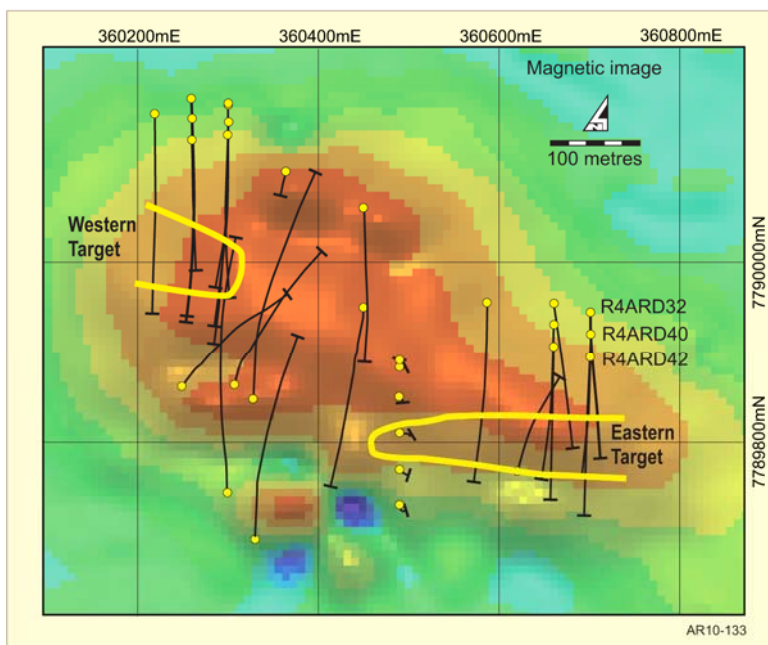 360200mE 360400mE 360600mE 360800mE
Magnetic image
N
100 metres
Western
Target
7790000mN
R4ARD32
R4ARD40
R4ARD42
Eastern
Target
7789800mN
AR10-133